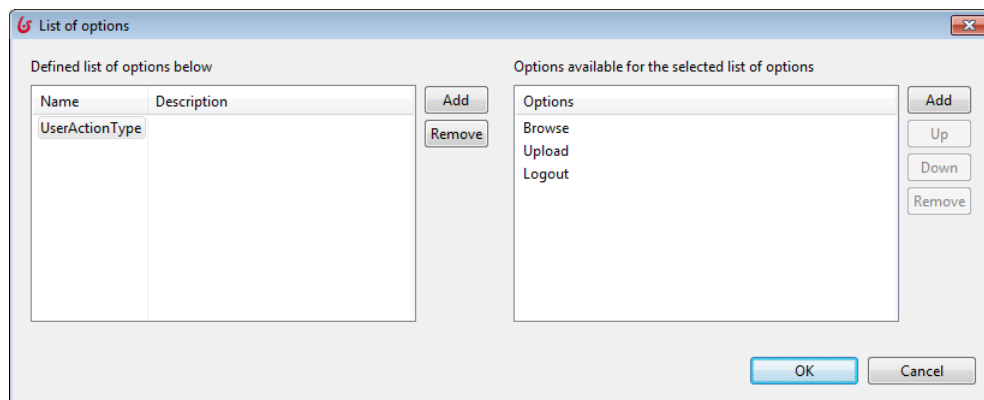 List of options
Defined list of options below
Name Description
UserActionType
Add
Remove
Options available for the selected list of options
Options
Browse
Upload
Logout
Add
Up
Down
Remove
OK Cancel